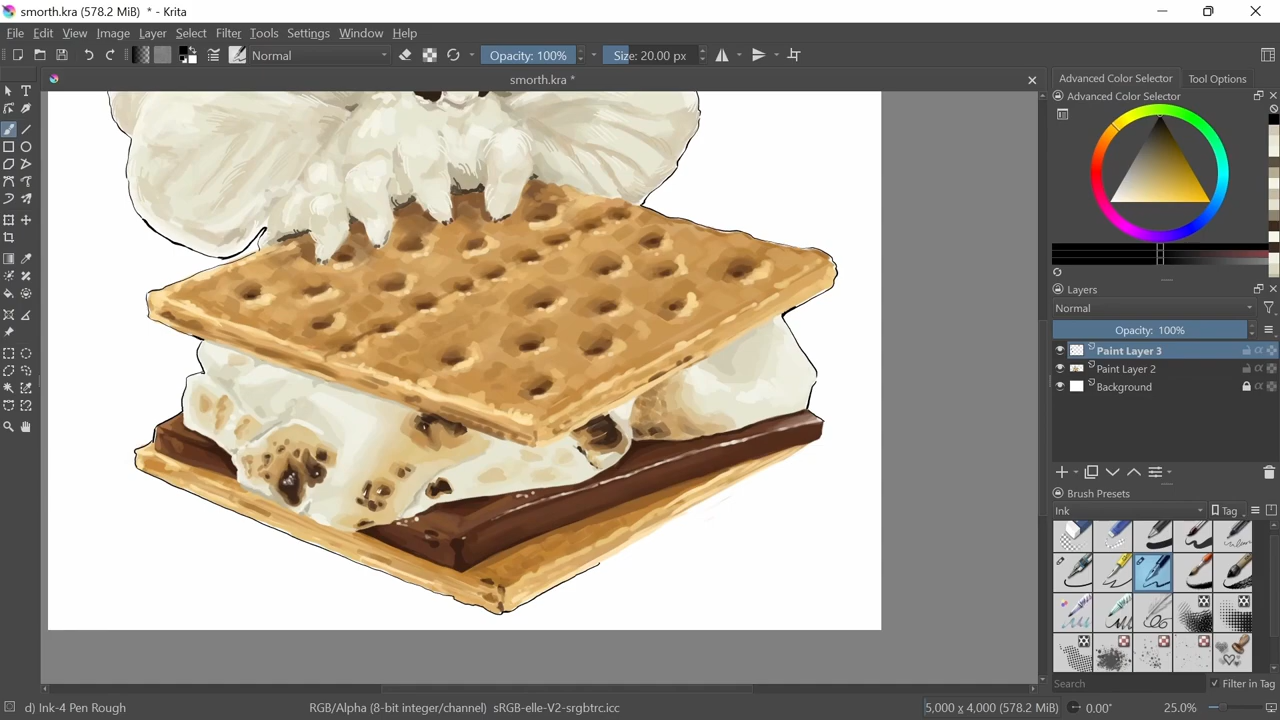 smorth.kra (578.2 MiB)  * - Krita
File Edit View Image Layer Select Filter Tools Settings Window Help
Normal Opacity: 100% Size: 20.00 px
smorth.kra *
Advanced Color Selector Tool Options
Advanced Color Selector
Layers
Normal
Opacity: 100%
Paint Layer 3
Paint Layer 2
Background
Brush Presets
Ink Tag
Search Filter in Tag
d) Ink-4 Pen Rough RGB/Alpha (8-bit integer/channel) sRGB-elle-V2-srgbtrc.icc 5,000 x 4,000 (578.2 MiB) 0.00° 25.0%